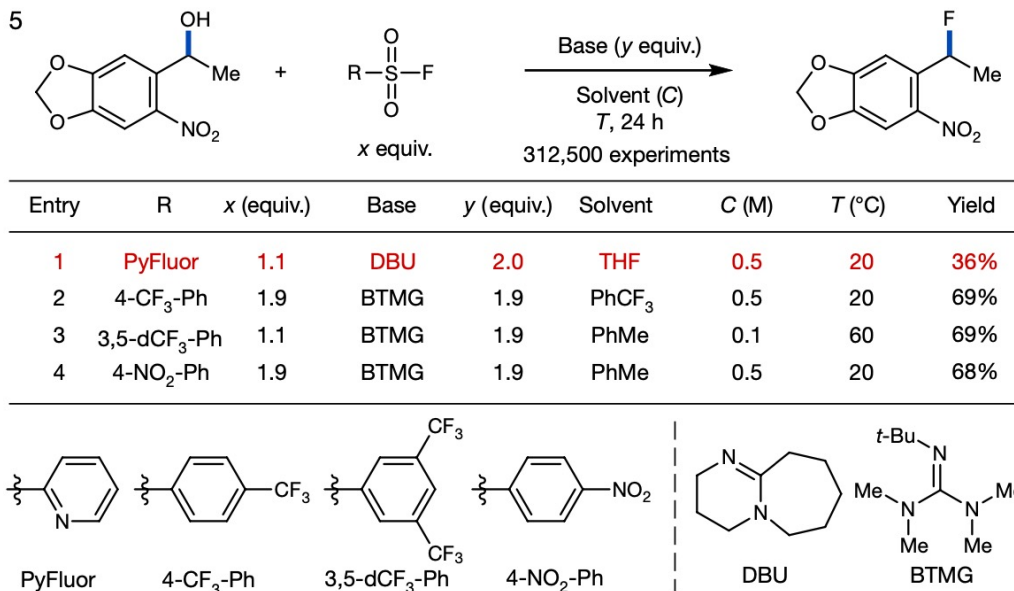 5
OH
Me
O
O
NO2
+
O
R–S–F
O
x equiv.
Base (y equiv.)
Solvent (C)
T, 24 h
312,500 experiments
F
Me
O
O
NO2
Entry R x (equiv.) Base y (equiv.) Solvent C (M) T (°C) Yield
1 PyFluor 1.1 DBU 2.0 THF 0.5 20 36%
2 4-CF3-Ph 1.9 BTMG 1.9 PhCF3 0.5 20 69%
3 3,5-dCF3-Ph 1.1 BTMG 1.9 PhMe 0.1 60 69%
4 4-NO2-Ph 1.9 BTMG 1.9 PhMe 0.5 20 68%
N
PyFluor
CF3
4-CF3-Ph
CF3
CF3
3,5-dCF3-Ph
NO2
4-NO2-Ph
N
N
DBU
t-Bu
N
Me
N
Me
N
Me
Me
BTMG